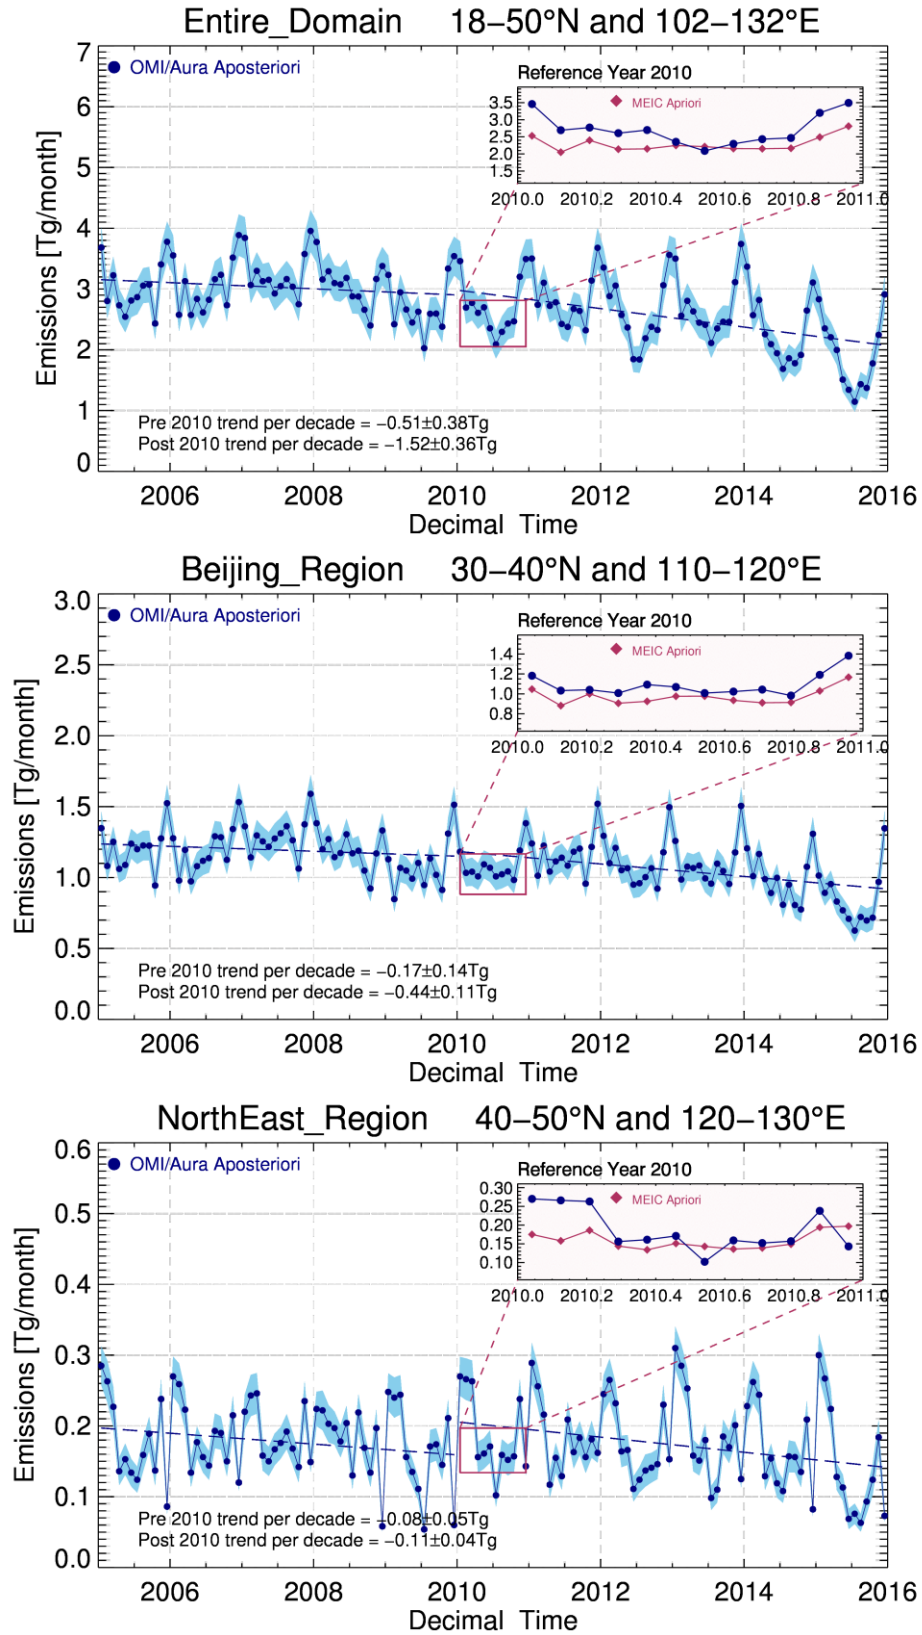 Entire_Domain 18–50°N and 102–132°E
7
OMI/Aura Aposteriori
Reference Year 2010
MEIC Apriori
3.5
3.0
2.5
2.0
1.5
2010.0 2010.2 2010.4 2010.6 2010.8 2011.0
6
5
4
3
2
1
0
Emissions [Tg/month]
Pre 2010 trend per decade = −0.51±0.38Tg
Post 2010 trend per decade = −1.52±0.36Tg
2006 2008 2010 2012 2014 2016
Decimal Time
Beijing_Region 30–40°N and 110–120°E
3.0
OMI/Aura Aposteriori
Reference Year 2010
MEIC Apriori
1.4
1.2
1.0
0.8
2010.0 2010.2 2010.4 2010.6 2010.8 2011.0
2.5
2.0
1.5
1.0
0.5
0.0
Emissions [Tg/month]
Pre 2010 trend per decade = −0.17±0.14Tg
Post 2010 trend per decade = −0.44±0.11Tg
2006 2008 2010 2012 2014 2016
Decimal Time
NorthEast_Region 40–50°N and 120–130°E
0.6
OMI/Aura Aposteriori
Reference Year 2010
MEIC Apriori
0.30
0.25
0.20
0.15
0.10
2010.0 2010.2 2010.4 2010.6 2010.8 2011.0
0.5
0.4
0.3
0.2
0.1
0.0
Emissions [Tg/month]
Pre 2010 trend per decade = −0.08±0.05Tg
Post 2010 trend per decade = −0.11±0.04Tg
2006 2008 2010 2012 2014 2016
Decimal Time